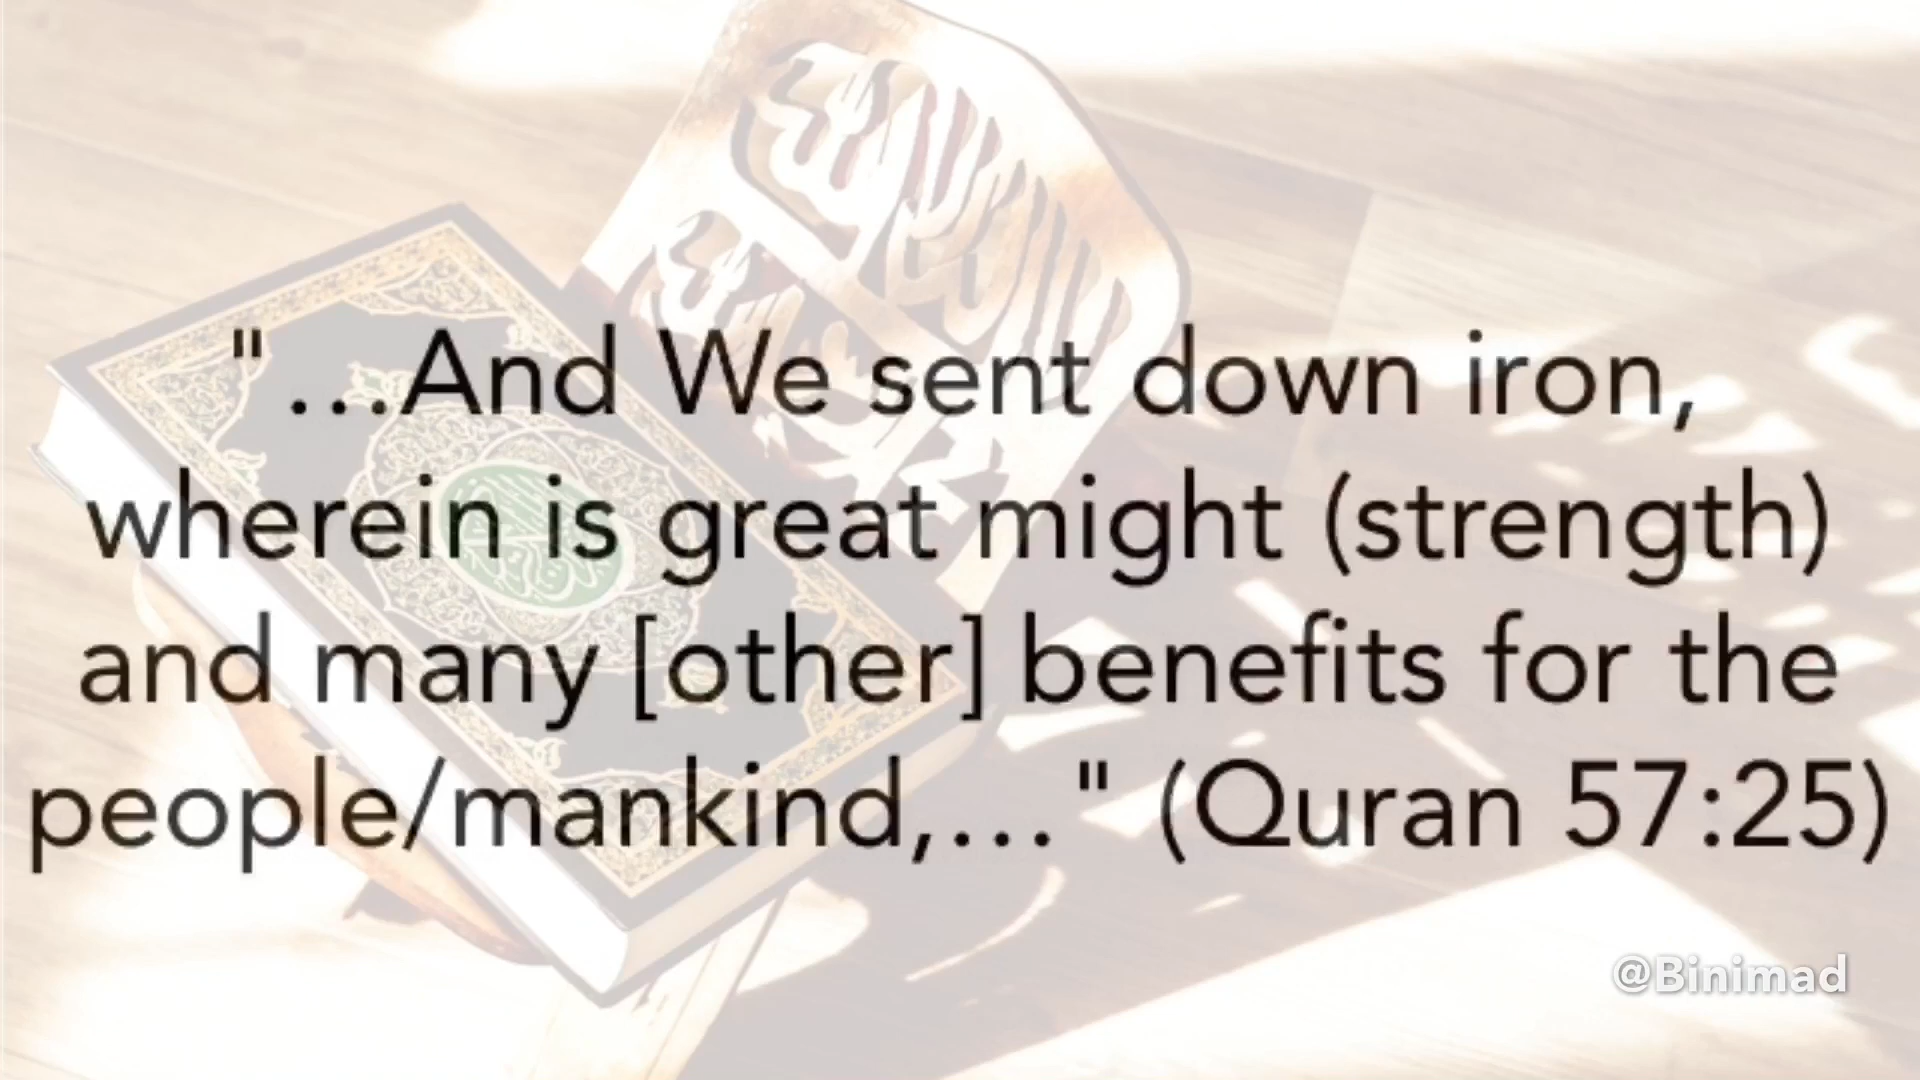 "...And We sent down iron,
wherein is great might (strength)
and many [other] benefits for the
people/mankind,..." (Quran 57:25)
@Binimad